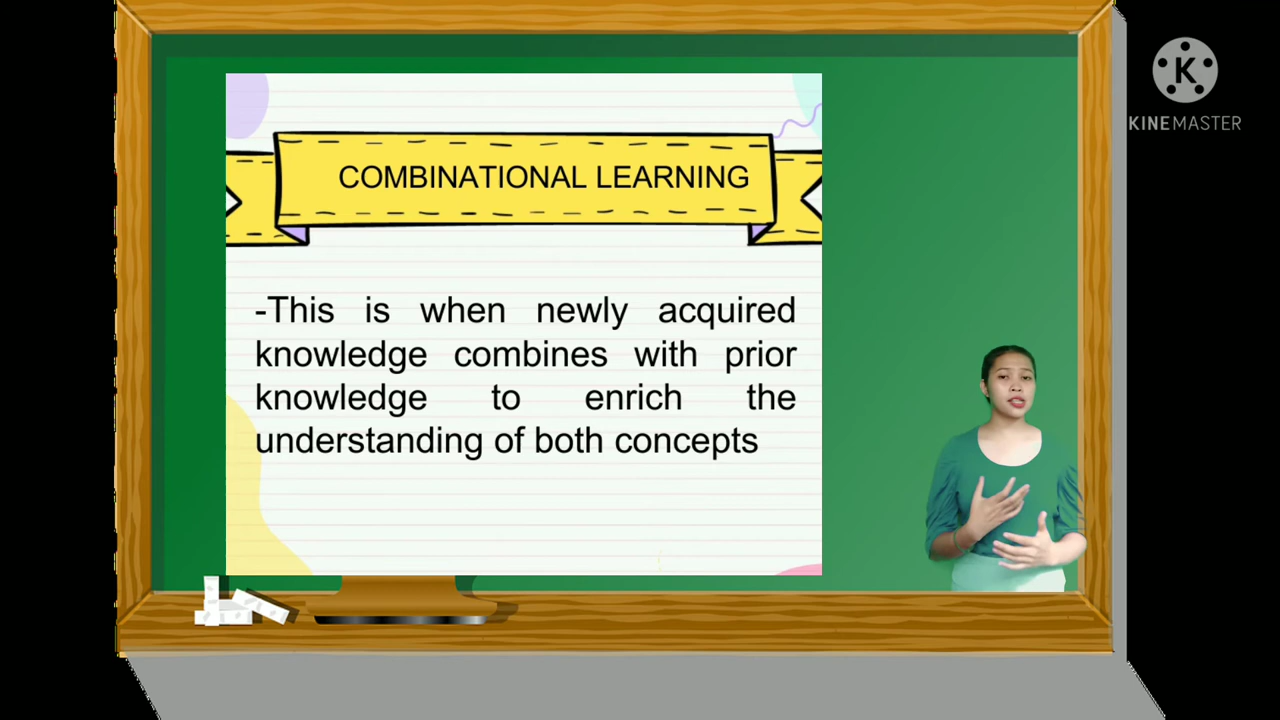 COMBINATIONAL LEARNING
-This is when newly acquired
knowledge combines with prior
knowledge to enrich the
understanding of both concepts
K
KINEMASTER